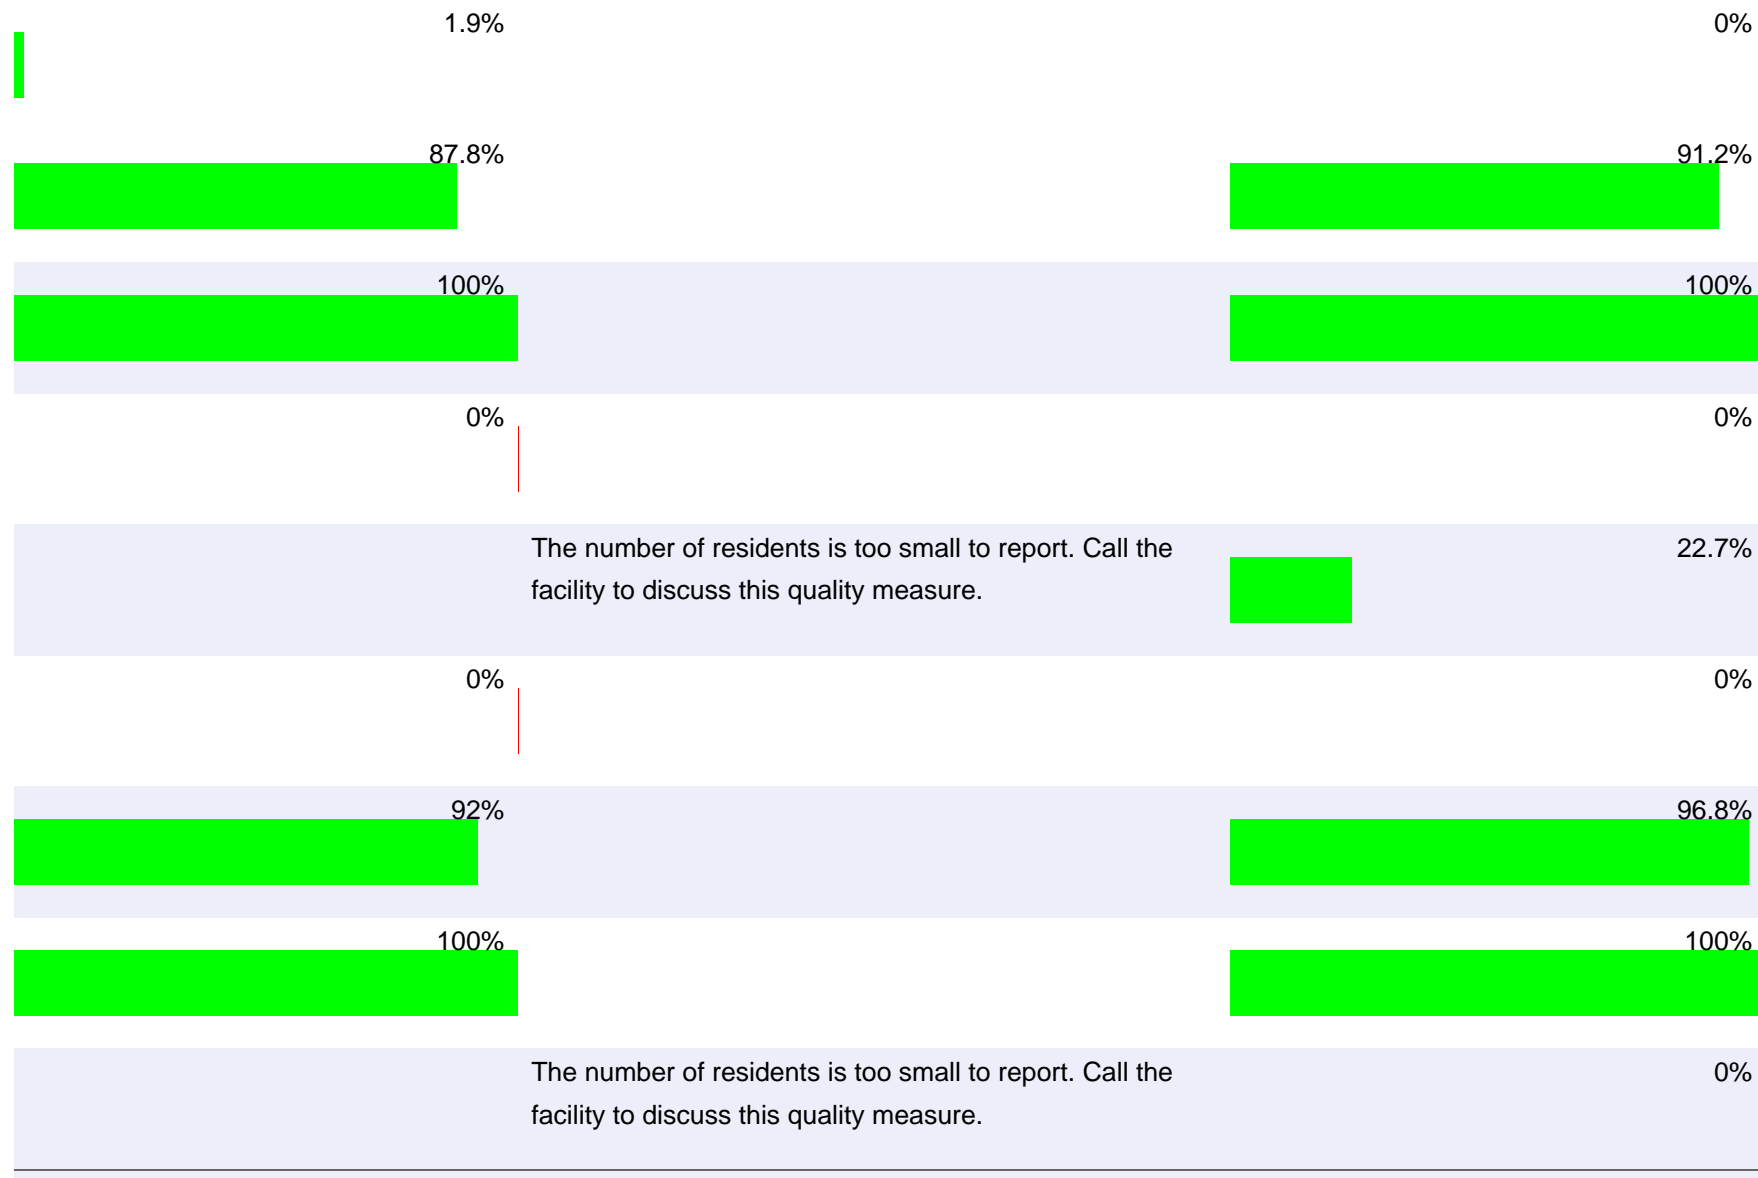 1.9% 0%
87.8% 91.2%
100% 100%
0% 0%
The number of residents is too small to report. Call the 22.7%
facility to discuss this quality measure.
0% 0%
92% 96.8%
100% 100%
The number of residents is too small to report. Call the 0%
facility to discuss this quality measure.